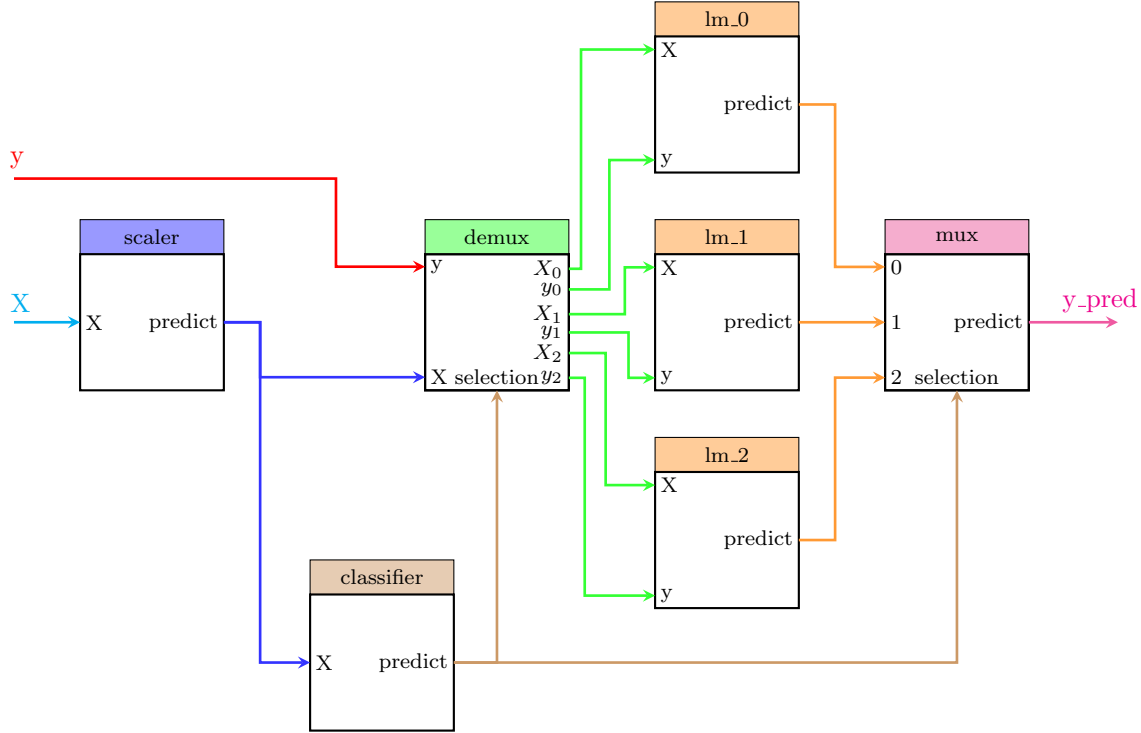 lm_0
X
predict
y
y
scaler
X
X
predict
demux
y
X selection
X₀
y₀
X₁
y₁
X₂
y₂
lm_1
X
predict
y
mux
0
1
2
predict
selection
y_pred
lm_2
X
predict
y
classifier
X
predict